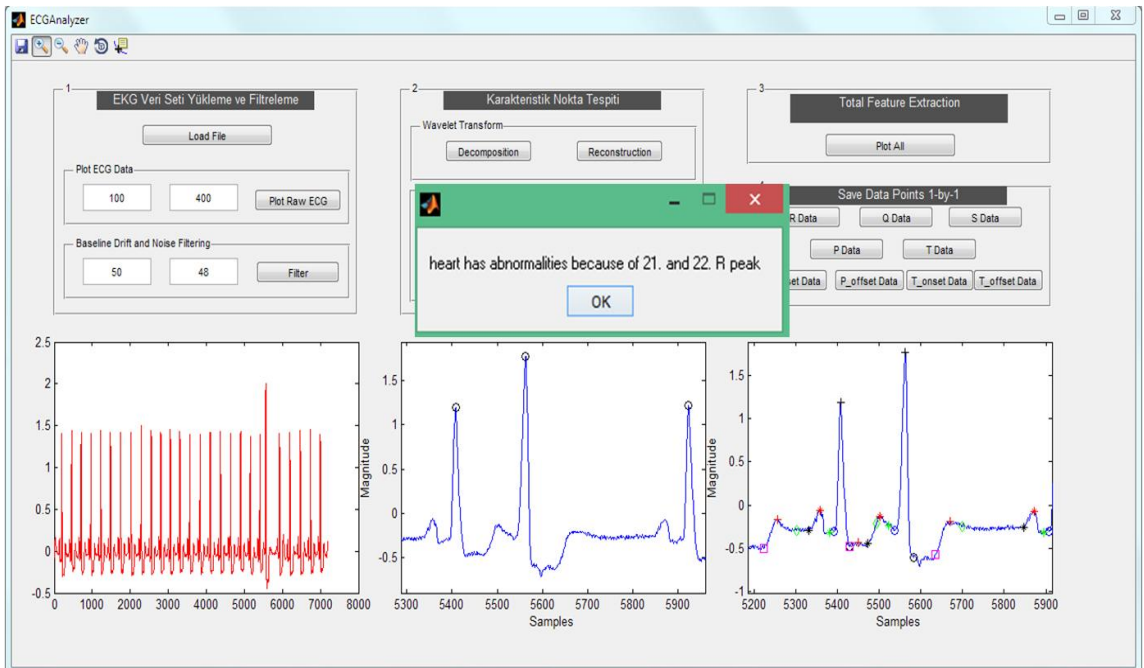 ECGAnalyzer
1
EKG Veri Seti Yükleme ve Filtreleme
Load File
Plot ECG Data
100 400 Plot Raw ECG
Baseline Drift and Noise Filtering
50 48 Filter
2
Karakteristik Nokta Tespiti
Wavelet Transform
Decomposition Reconstruction
heart has abnormalities because of 21. and 22. R peak
OK
3
Total Feature Extraction
Plot All
Save Data Points 1-by-1
R Data Q Data S Data
P Data T Data
P_offset Data T_onset Data T_offset Data
2.5
2
1.5
1
0.5
0
-0.5
0 1000 2000 3000 4000 5000 6000 7000 8000
Magnitude
1.5
1
0.5
0
-0.5
5300 5400 5500 5600 5700 5800 5900
Samples
Magnitude
1.5
1
0.5
0
-0.5
-1
5200 5300 5400 5500 5600 5700 5800 5900
Samples